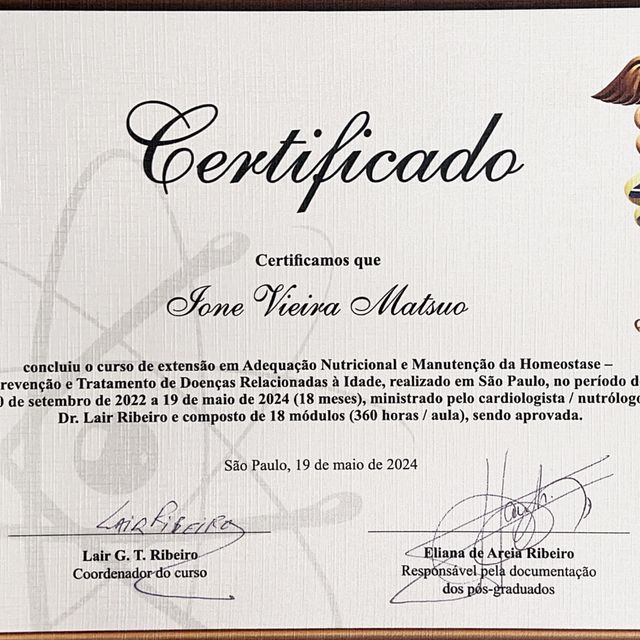 Certificado
Certificamos que
Ione Vieira Matsuo
concluiu o curso de extensão em Adequação Nutricional e Manutenção da Homeostase –
revenção e Tratamento de Doenças Relacionadas à Idade, realizado em São Paulo, no período d
0 de setembro de 2022 a 19 de maio de 2024 (18 meses), ministrado pelo cardiologista / nutrólogo
Dr. Lair Ribeiro e composto de 18 módulos (360 horas / aula), sendo aprovada.
São Paulo, 19 de maio de 2024
Lair Ribeiro
Lair G. T. Ribeiro
Coordenador do curso
Eliana de Areia Ribeiro
Responsável pela documentação
dos pós-graduados